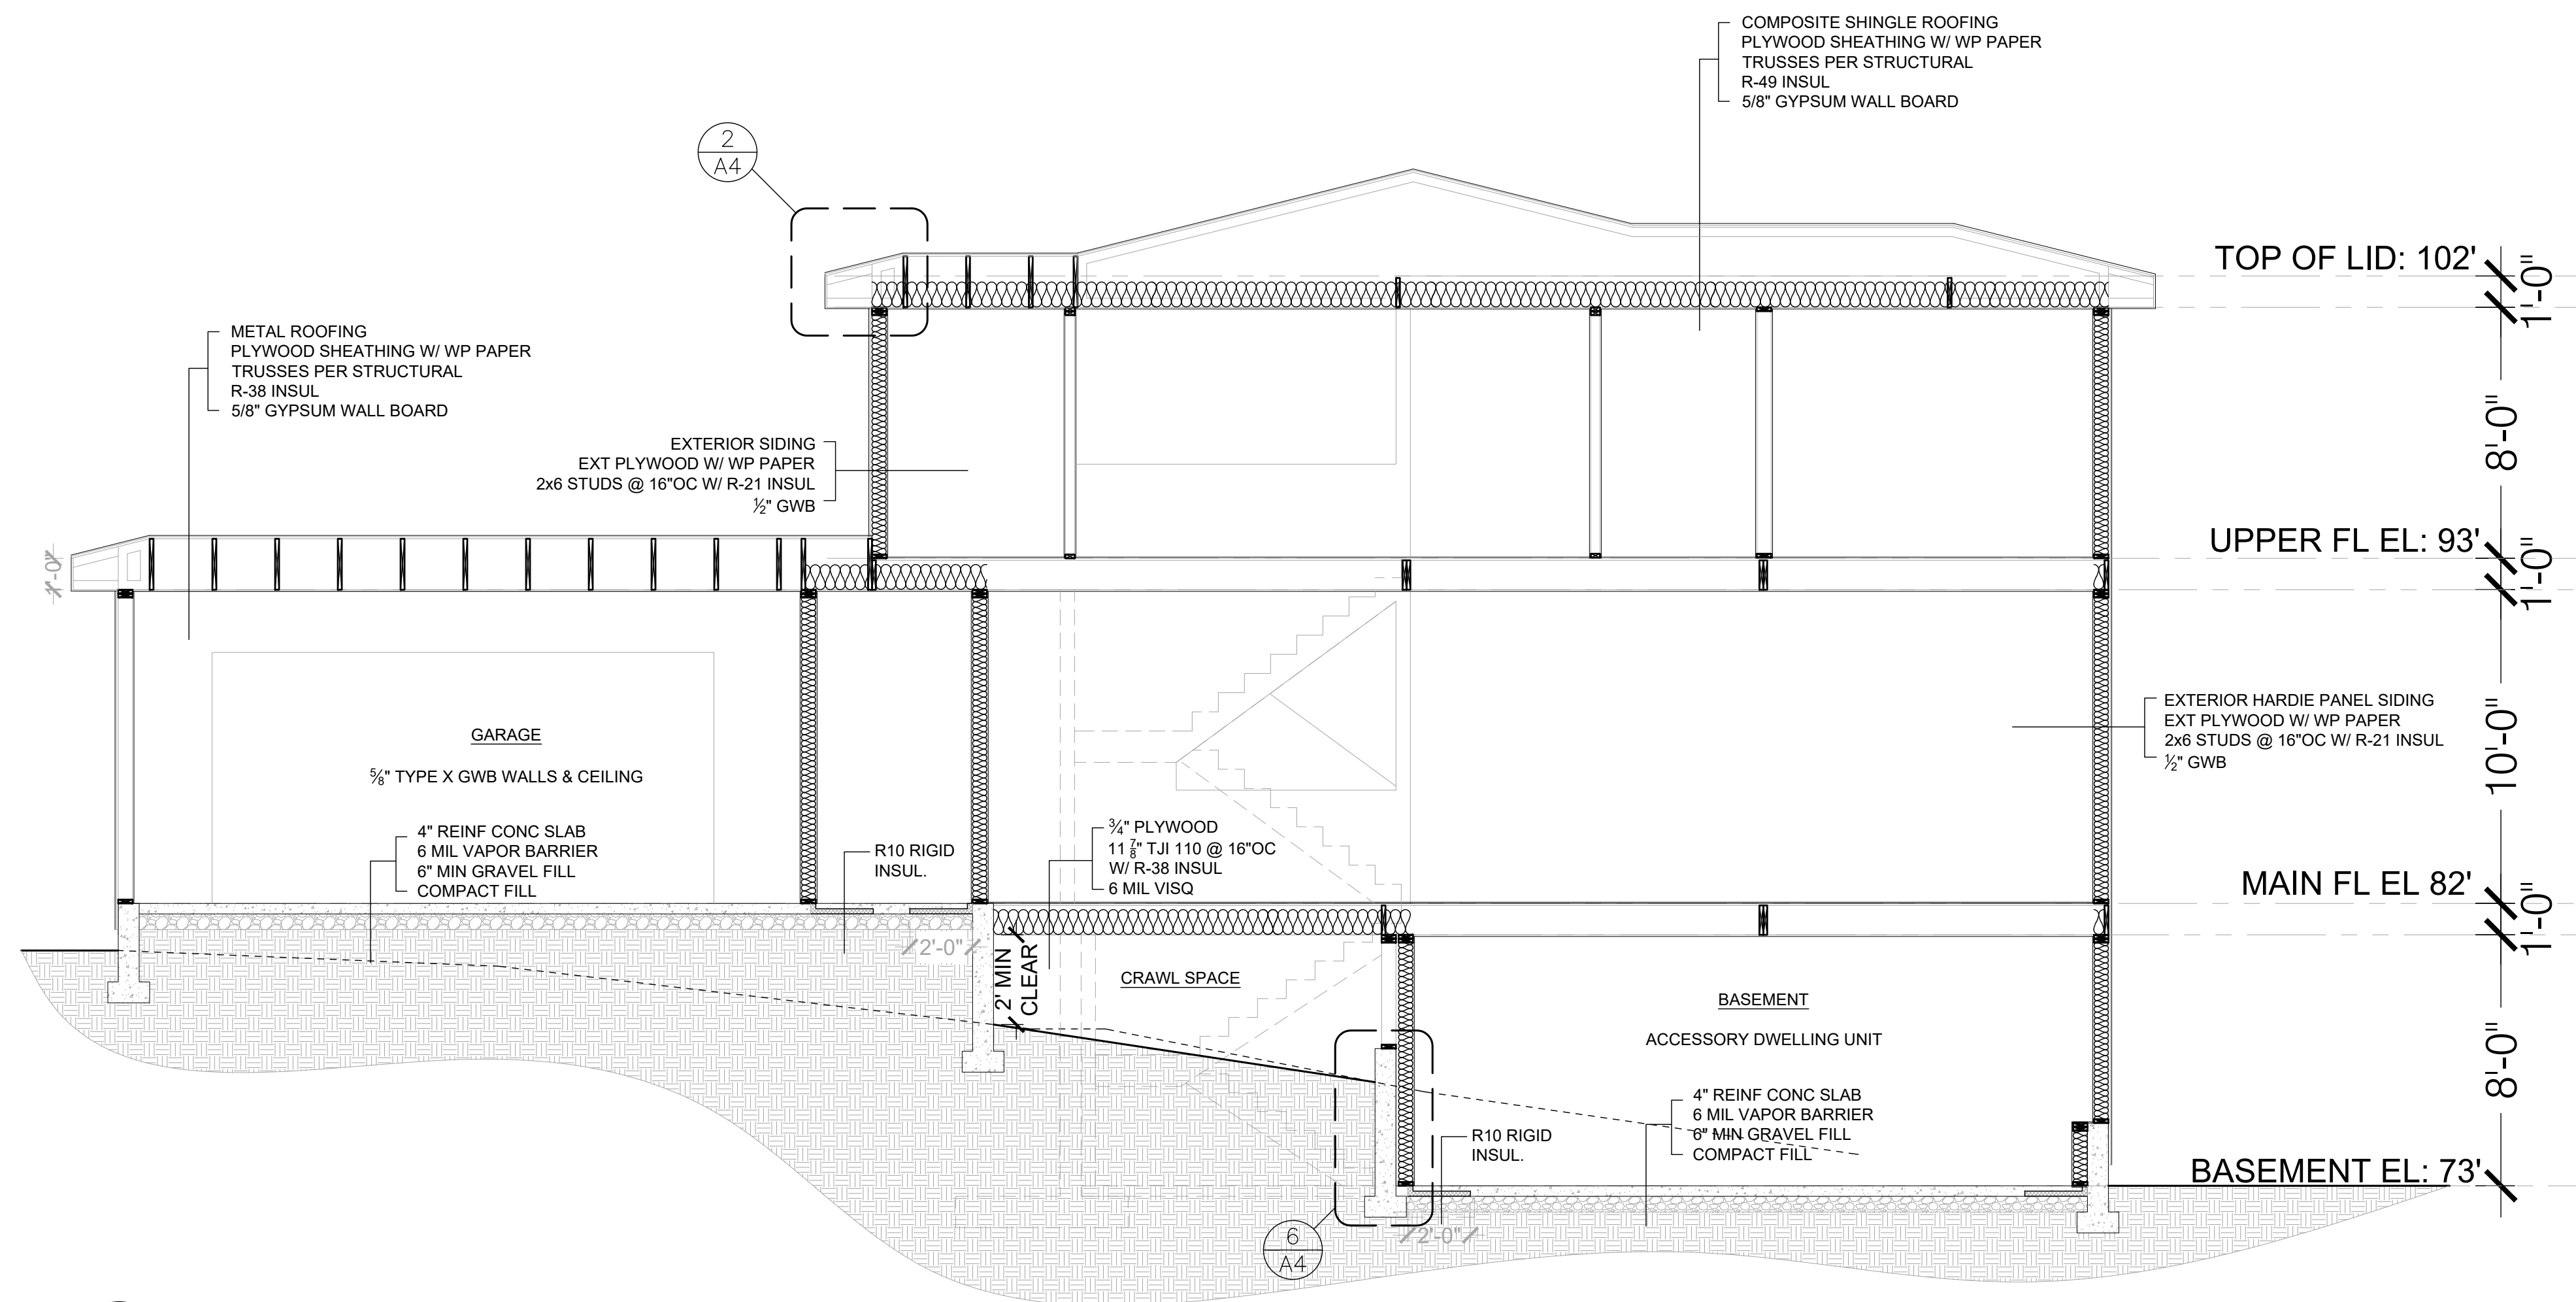 COMPOSITE SHINGLE ROOFING
PLYWOOD SHEATHING W/ WP PAPER
TRUSSES PER STRUCTURAL
R-49 INSUL
5/8" GYPSUM WALL BOARD
2
A4
TOP OF LID: 102'
1'-0"
METAL ROOFING
PLYWOOD SHEATHING W/ WP PAPER
TRUSSES PER STRUCTURAL
R-38 INSUL
5/8" GYPSUM WALL BOARD
EXTERIOR SIDING
EXT PLYWOOD W/ WP PAPER
2x6 STUDS @ 16"OC W/ R-21 INSUL
½" GWB
8'-0"
UPPER FL EL: 93'
1'-0"
1'-0"
EXTERIOR HARDIE PANEL SIDING
EXT PLYWOOD W/ WP PAPER
2x6 STUDS @ 16"OC W/ R-21 INSUL
½" GWB
10'-0"
GARAGE
⅝" TYPE X GWB WALLS & CEILING
4" REINF CONC SLAB
6 MIL VAPOR BARRIER
6" MIN GRAVEL FILL
COMPACT FILL
R10 RIGID
INSUL.
¾" PLYWOOD
11 ⅞" TJI 110 @ 16"OC
W/ R-38 INSUL
6 MIL VISQ
MAIN FL EL 82'
1'-0"
2'-0"
2' MIN
CLEAR
CRAWL SPACE
BASEMENT
ACCESSORY DWELLING UNIT
8'-0"
4" REINF CONC SLAB
6 MIL VAPOR BARRIER
6" MIN GRAVEL FILL
COMPACT FILL
R10 RIGID
INSUL.
BASEMENT EL: 73'
2'-0"
6
A4